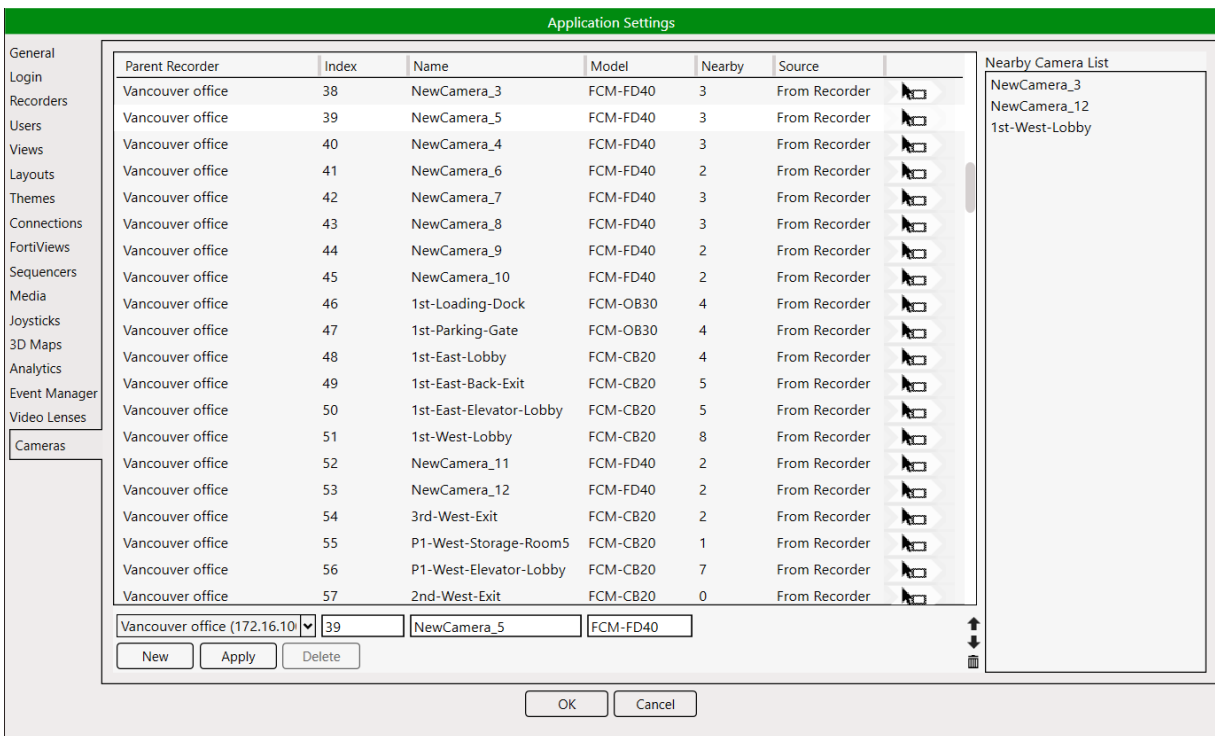 Application Settings
General
Login
Recorders
Users
Views
Layouts
Themes
Connections
FortiViews
Sequencers
Media
Joysticks
3D Maps
Analytics
Event Manager
Video Lenses
Cameras
Parent Recorder Index Name Model Nearby Source
Vancouver office 38 NewCamera_3 FCM-FD40 3 From Recorder
Vancouver office 39 NewCamera_5 FCM-FD40 3 From Recorder
Vancouver office 40 NewCamera_4 FCM-FD40 3 From Recorder
Vancouver office 41 NewCamera_6 FCM-FD40 2 From Recorder
Vancouver office 42 NewCamera_7 FCM-FD40 3 From Recorder
Vancouver office 43 NewCamera_8 FCM-FD40 3 From Recorder
Vancouver office 44 NewCamera_9 FCM-FD40 2 From Recorder
Vancouver office 45 NewCamera_10 FCM-FD40 2 From Recorder
Vancouver office 46 1st-Loading-Dock FCM-OB30 4 From Recorder
Vancouver office 47 1st-Parking-Gate FCM-OB30 4 From Recorder
Vancouver office 48 1st-East-Lobby FCM-CB20 4 From Recorder
Vancouver office 49 1st-East-Back-Exit FCM-CB20 5 From Recorder
Vancouver office 50 1st-East-Elevator-Lobby FCM-CB20 5 From Recorder
Vancouver office 51 1st-West-Lobby FCM-CB20 8 From Recorder
Vancouver office 52 NewCamera_11 FCM-FD40 2 From Recorder
Vancouver office 53 NewCamera_12 FCM-FD40 2 From Recorder
Vancouver office 54 3rd-West-Exit FCM-CB20 2 From Recorder
Vancouver office 55 P1-West-Storage-Room5 FCM-CB20 1 From Recorder
Vancouver office 56 P1-West-Elevator-Lobby FCM-CB20 7 From Recorder
Vancouver office 57 2nd-West-Exit FCM-CB20 0 From Recorder
Vancouver office (172.16.10 39 NewCamera_5 FCM-FD40
New Apply Delete
Nearby Camera List
NewCamera_3
NewCamera_12
1st-West-Lobby
OK Cancel